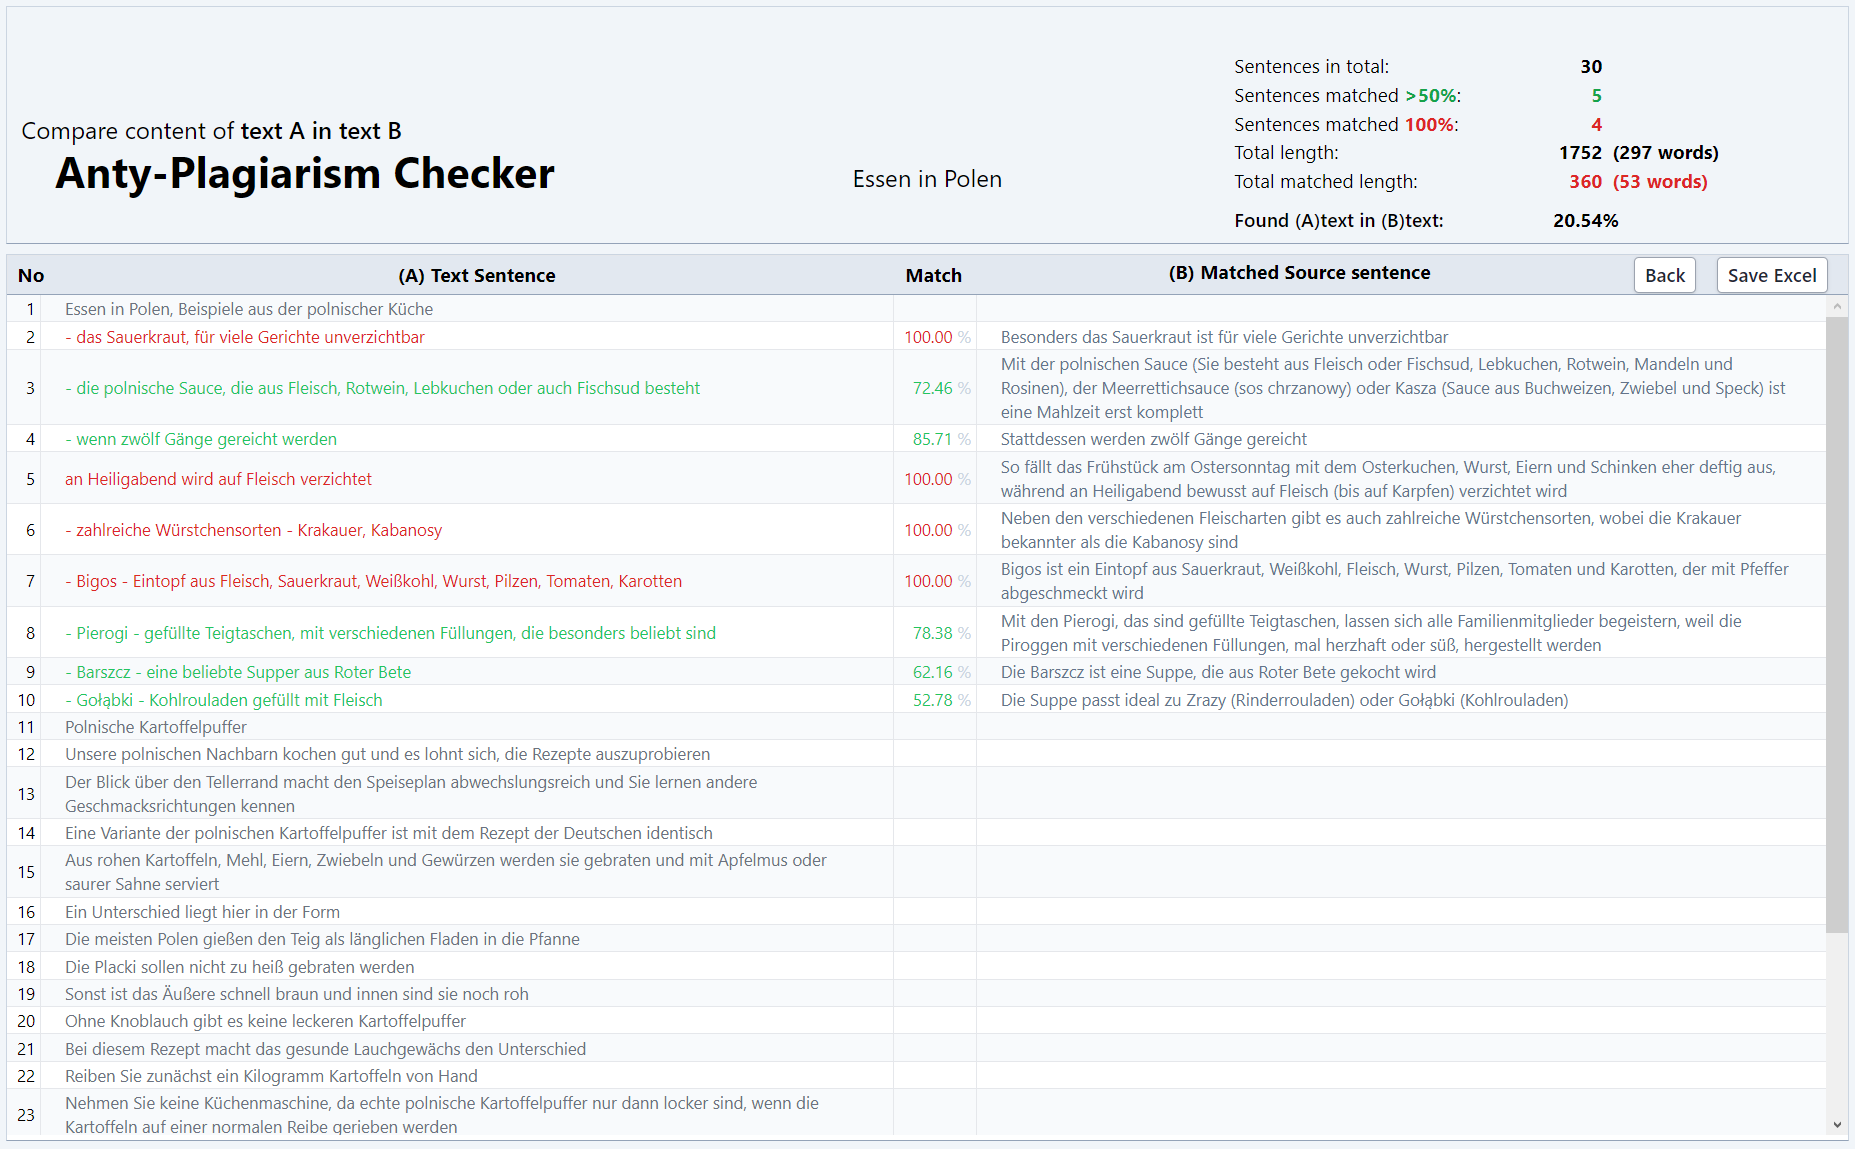 Compare content of text A in text B
Anty-Plagiarism Checker
Essen in Polen
Sentences in total: 30
Sentences matched >50%: 5
Sentences matched 100%: 4
Total length: 1752 (297 words)
Total matched length: 360 (53 words)
Found (A)text in (B)text: 20.54%
No (A) Text Sentence Match (B) Matched Source sentence Back Save Excel
1 Essen in Polen, Beispiele aus der polnischer Küche
2 - das Sauerkraut, für viele Gerichte unverzichtbar 100.00 % Besonders das Sauerkraut ist für viele Gerichte unverzichtbar
3 - die polnische Sauce, die aus Fleisch, Rotwein, Lebkuchen oder auch Fischsud besteht 72.46 % Mit der polnischen Sauce (Sie besteht aus Fleisch oder Fischsud, Lebkuchen, Rotwein, Mandeln und
Rosinen), der Meerrettichsauce (sos chrzanowy) oder Kasza (Sauce aus Buchweizen, Zwiebel und Speck) ist
eine Mahlzeit erst komplett
4 - wenn zwölf Gänge gereicht werden 85.71 % Stattdessen werden zwölf Gänge gereicht
5 an Heiligabend wird auf Fleisch verzichtet 100.00 % So fällt das Frühstück am Ostersonntag mit dem Osterkuchen, Wurst, Eiern und Schinken eher deftig aus,
während an Heiligabend bewusst auf Fleisch (bis auf Karpfen) verzichtet wird
6 - zahlreiche Würstchensorten - Krakauer, Kabanosy 100.00 % Neben den verschiedenen Fleischarten gibt es auch zahlreiche Würstchensorten, wobei die Krakauer
bekannter als die Kabanosy sind
7 - Bigos - Eintopf aus Fleisch, Sauerkraut, Weißkohl, Wurst, Pilzen, Tomaten, Karotten 100.00 % Bigos ist ein Eintopf aus Sauerkraut, Weißkohl, Fleisch, Wurst, Pilzen, Tomaten und Karotten, der mit Pfeffer
abgeschmeckt wird
8 - Pierogi - gefüllte Teigtaschen, mit verschiedenen Füllungen, die besonders beliebt sind 78.38 % Mit den Pierogi, das sind gefüllte Teigtaschen, lassen sich alle Familienmitglieder begeistern, weil die
Piroggen mit verschiedenen Füllungen, mal herzhaft oder süß, hergestellt werden
9 - Barszcz - eine beliebte Supper aus Roter Bete 62.16 % Die Barszcz ist eine Suppe, die aus Roter Bete gekocht wird
10 - Gołąbki - Kohlrouladen gefüllt mit Fleisch 52.78 % Die Suppe passt ideal zu Zrazy (Rinderrouladen) oder Gołąbki (Kohlrouladen)
11 Polnische Kartoffelpuffer
12 Unsere polnischen Nachbarn kochen gut und es lohnt sich, die Rezepte auszuprobieren
13 Der Blick über den Tellerrand macht den Speiseplan abwechslungsreich und Sie lernen andere
Geschmacksrichtungen kennen
14 Eine Variante der polnischen Kartoffelpuffer ist mit dem Rezept der Deutschen identisch
15 Aus rohen Kartoffeln, Mehl, Eiern, Zwiebeln und Gewürzen werden sie gebraten und mit Apfelmus oder
saurer Sahne serviert
16 Ein Unterschied liegt hier in der Form
17 Die meisten Polen gießen den Teig als länglichen Fladen in die Pfanne
18 Die Placki sollen nicht zu heiß gebraten werden
19 Sonst ist das Äußere schnell braun und innen sind sie noch roh
20 Ohne Knoblauch gibt es keine leckeren Kartoffelpuffer
21 Bei diesem Rezept macht das gesunde Lauchgewächs den Unterschied
22 Reiben Sie zunächst ein Kilogramm Kartoffeln von Hand
23 Nehmen Sie keine Küchenmaschine, da echte polnische Kartoffelpuffer nur dann locker sind, wenn die
Kartoffeln auf einer normalen Reibe gerieben werden